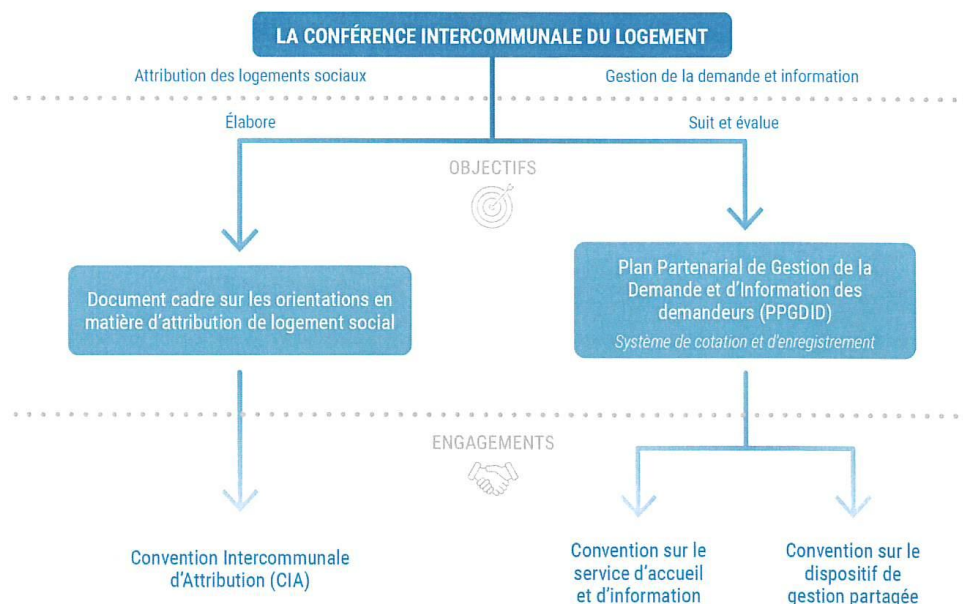 LA CONFÉRENCE INTERCOMMUNALE DU LOGEMENT
Attribution des logements sociaux
Gestion de la demande et information
Élabore
Suit et évalue
OBJECTIFS
Document cadre sur les orientations en
matière d'attribution de logement social
Plan Partenarial de Gestion de la
Demande et d'Information des
demandeurs (PPGDID)
Système de cotation et d'enregistrement
ENGAGEMENTS
Convention Intercommunale
d'Attribution (CIA)
Convention sur le
service d'accueil
et d'information
Convention sur le
dispositif de
gestion partagée